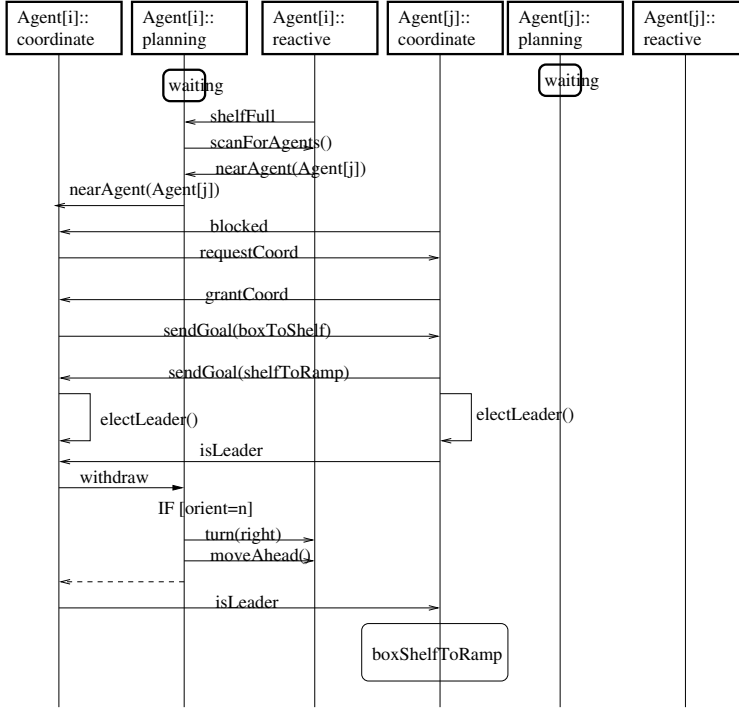 Agent[i]::
coordinate
Agent[i]::
planning
Agent[i]::
reactive
Agent[j]::
coordinate
Agent[j]::
planning
Agent[j]::
reactive
waiting
waiting
shelfFull
scanForAgents()
nearAgent(Agent[j])
nearAgent(Agent[j])
blocked
requestCoord
grantCoord
sendGoal(boxToShelf)
sendGoal(shelfToRamp)
electLeader()
electLeader()
isLeader
withdraw
IF [orient=n]
turn(right)
moveAhead()
isLeader
boxShelfToRamp